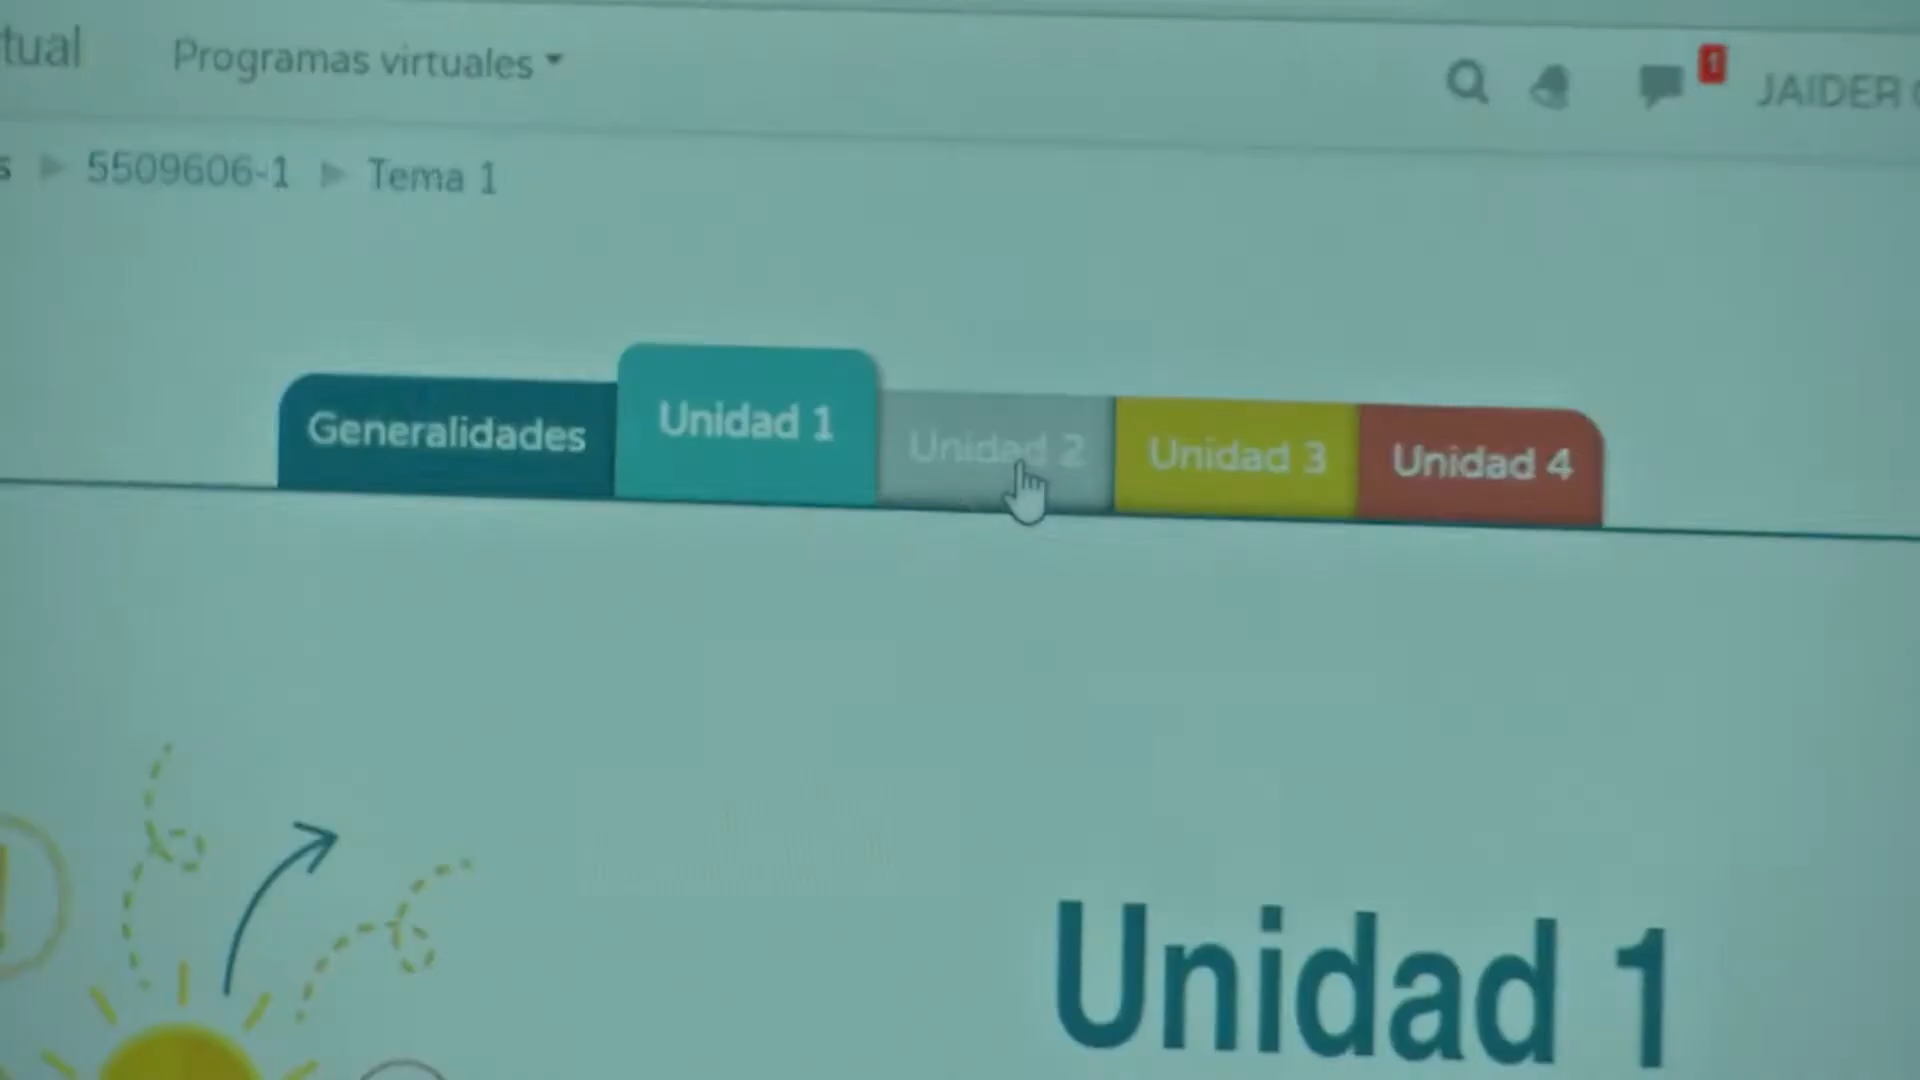 tual Programas virtuales 1 JAIDER
s 5509606-1 Tema 1
Generalidades Unidad 1 Unidad 2 Unidad 3 Unidad 4
Unidad 1